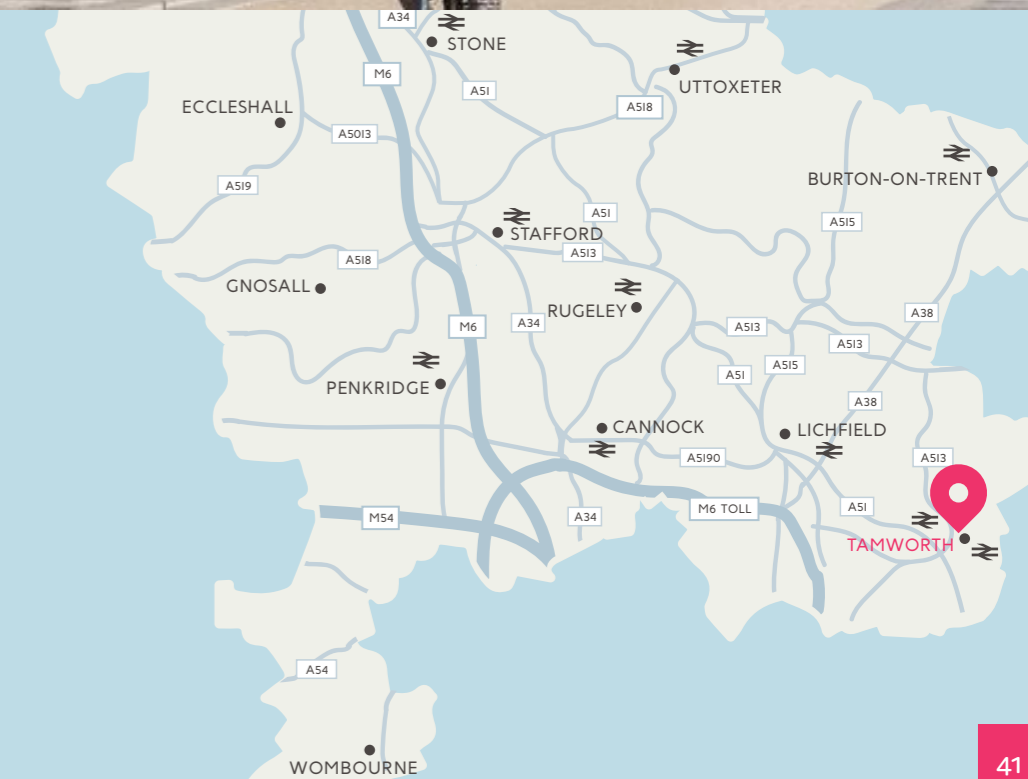 A34
STONE
M6
UTTOXETER
A51
A518
ECCLESHALL
A5013
BURTON-ON-TRENT
A519
A51
A515
STAFFORD
A513
A518
GNOSALL
RUGELEY
A38
M6
A34
A513
A513
A51
A515
PENKRIDGE
A38
CANNOCK
LICHFIELD
A5190
A513
M54
A34
M6 TOLL
A51
TAMWORTH
A54
WOMBOURNE
41